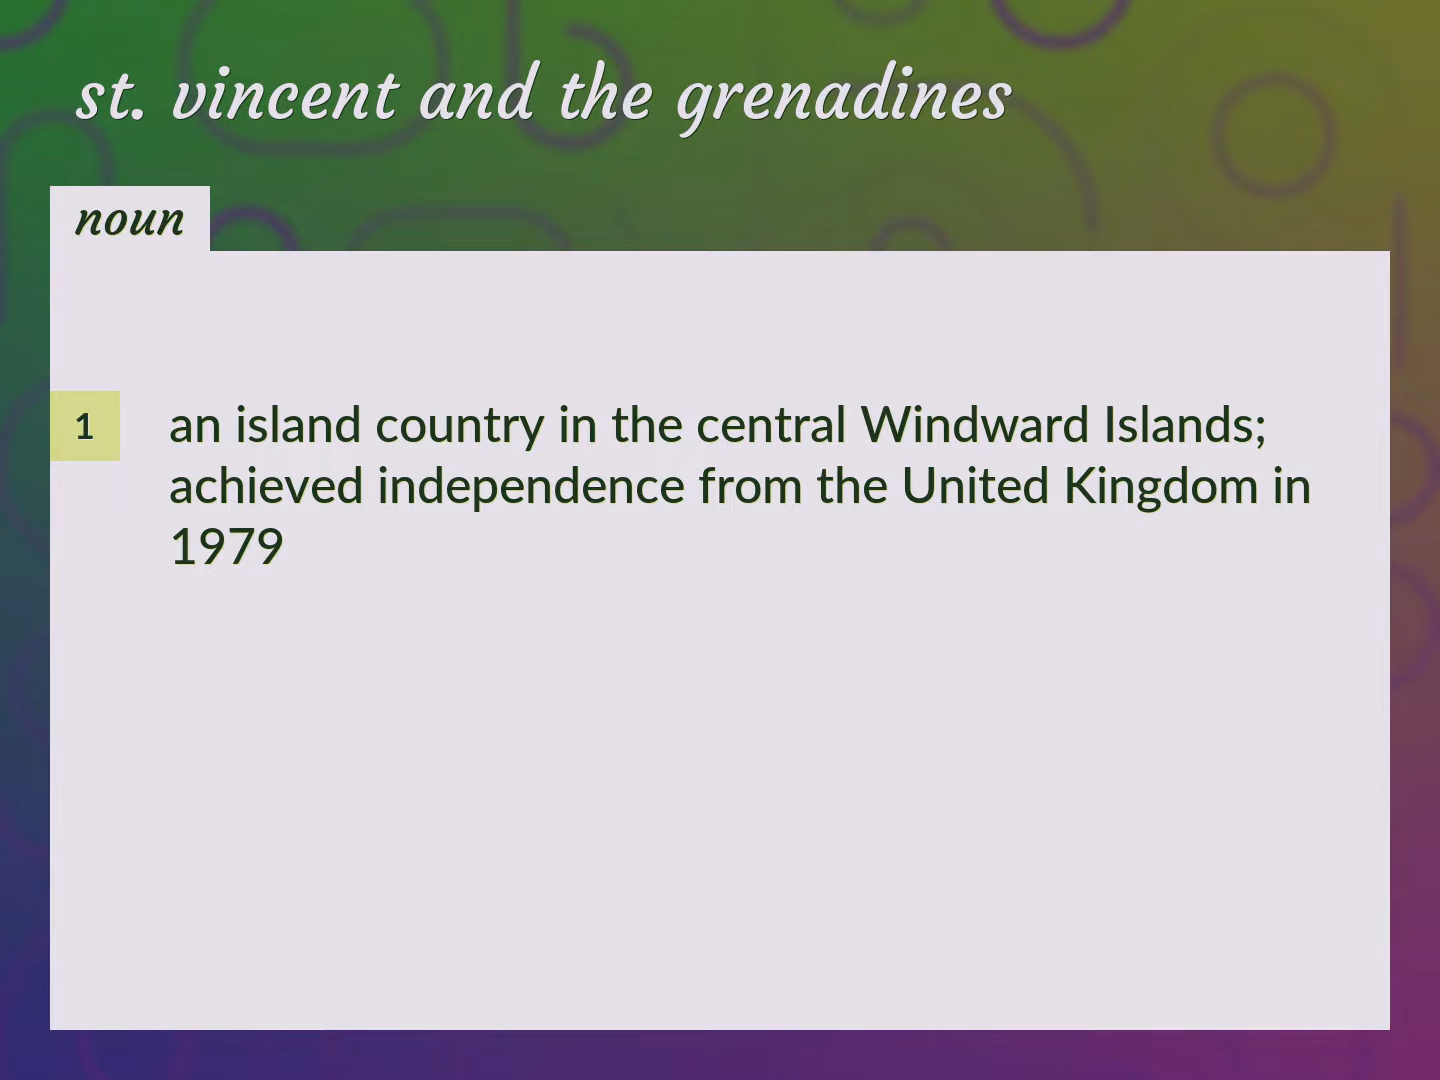 st. vincent and the grenadines
noun
1
an island country in the central Windward Islands;
achieved independence from the United Kingdom in
1979